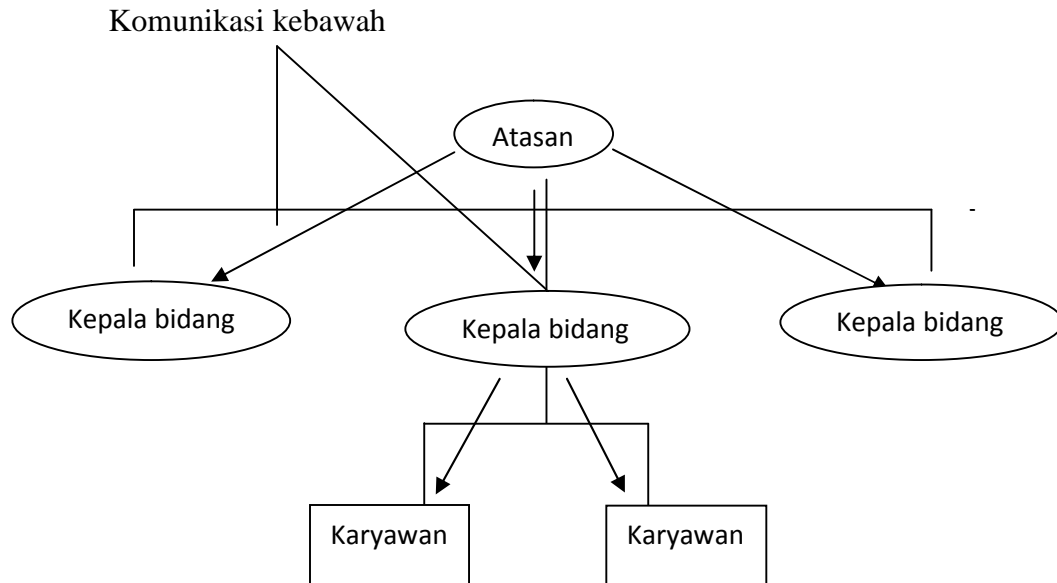 Komunikasi kebawah
Atasan
-
Kepala bidang
Kepala bidang
Kepala bidang
Karyawan
Karyawan